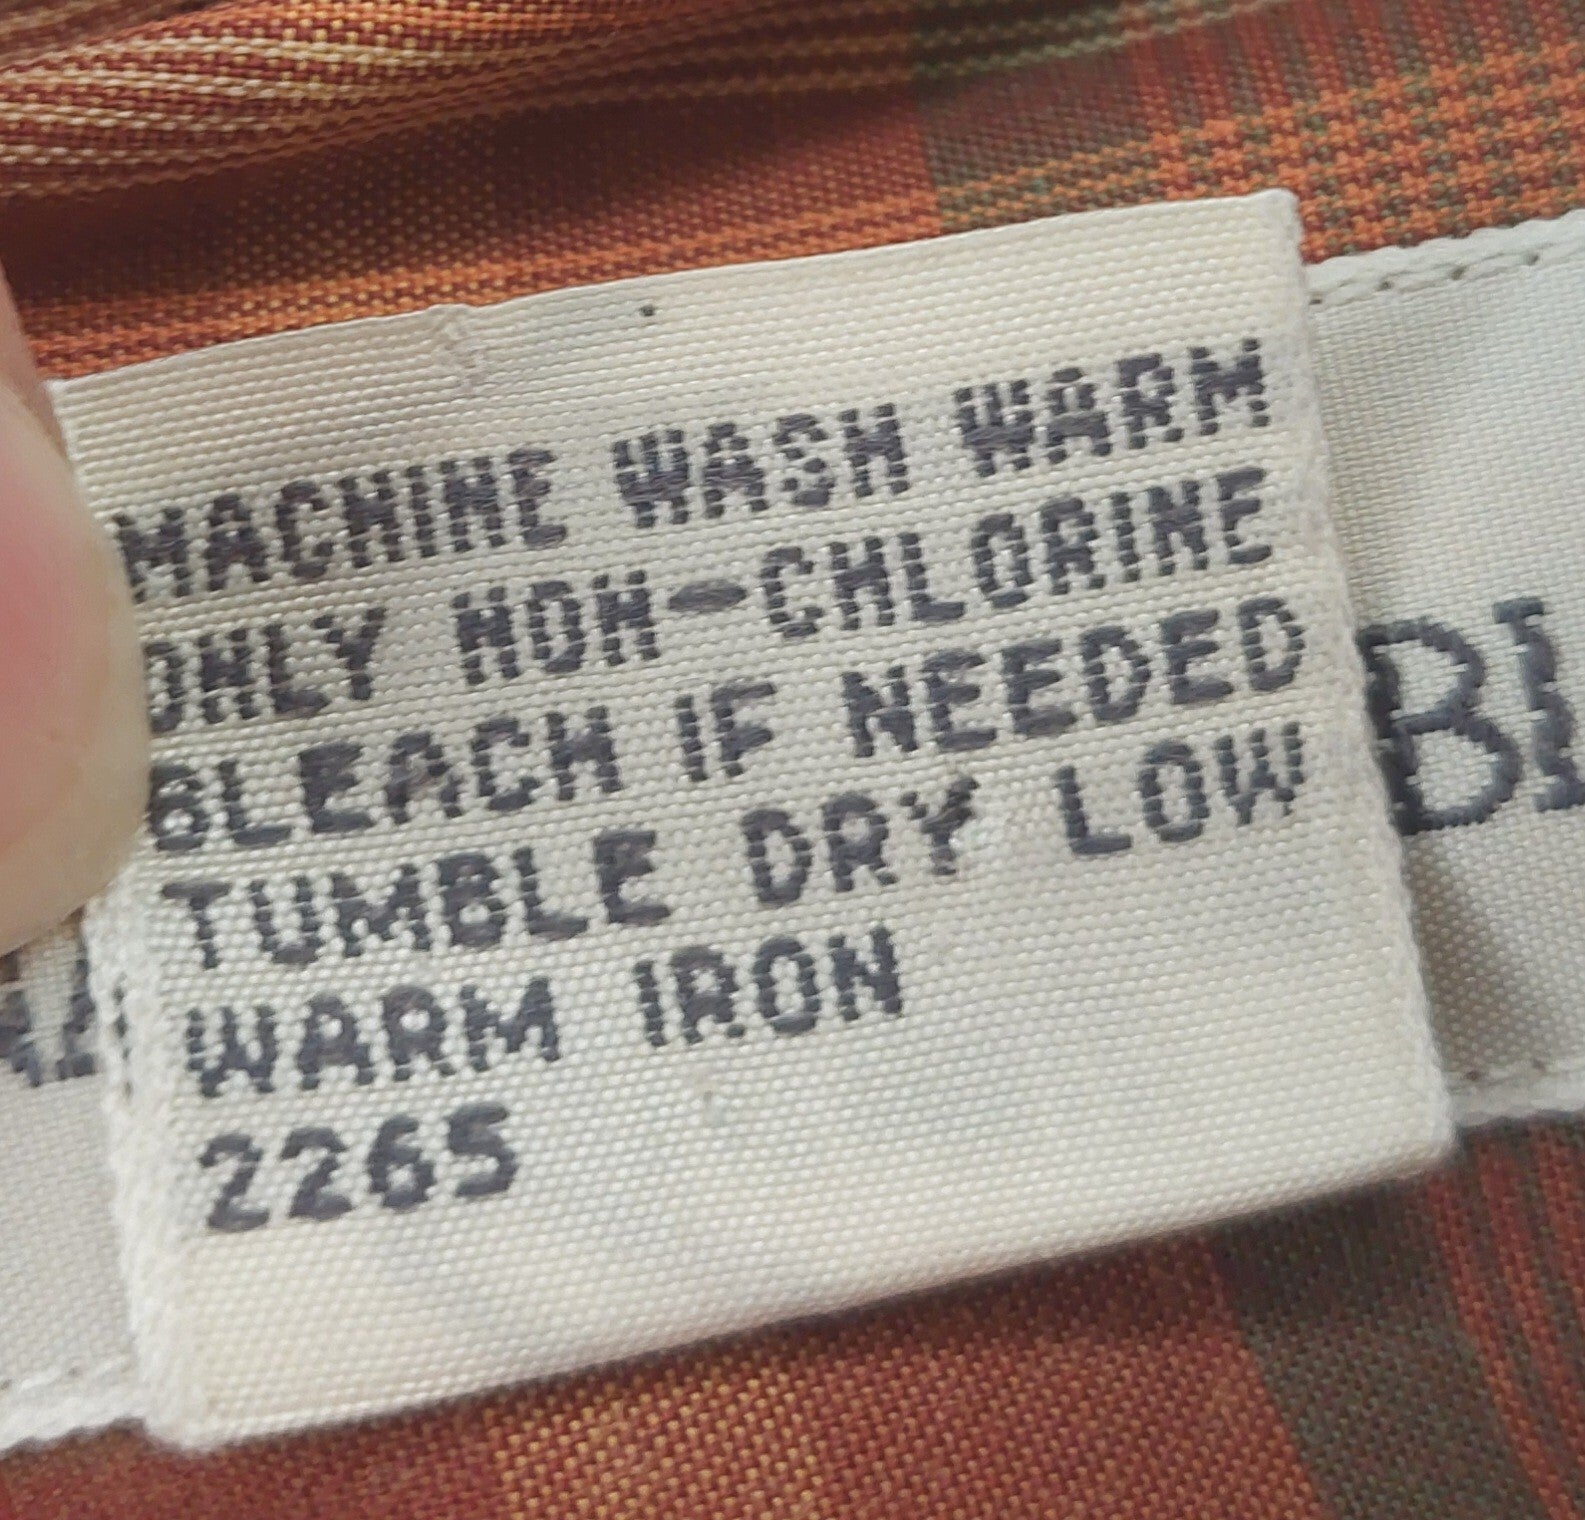 MACHINE WASH WARM
ONLY NON-CHLORINE
BLEACH IF NEEDED
TUMBLE DRY LOW
WARM IRON
2265